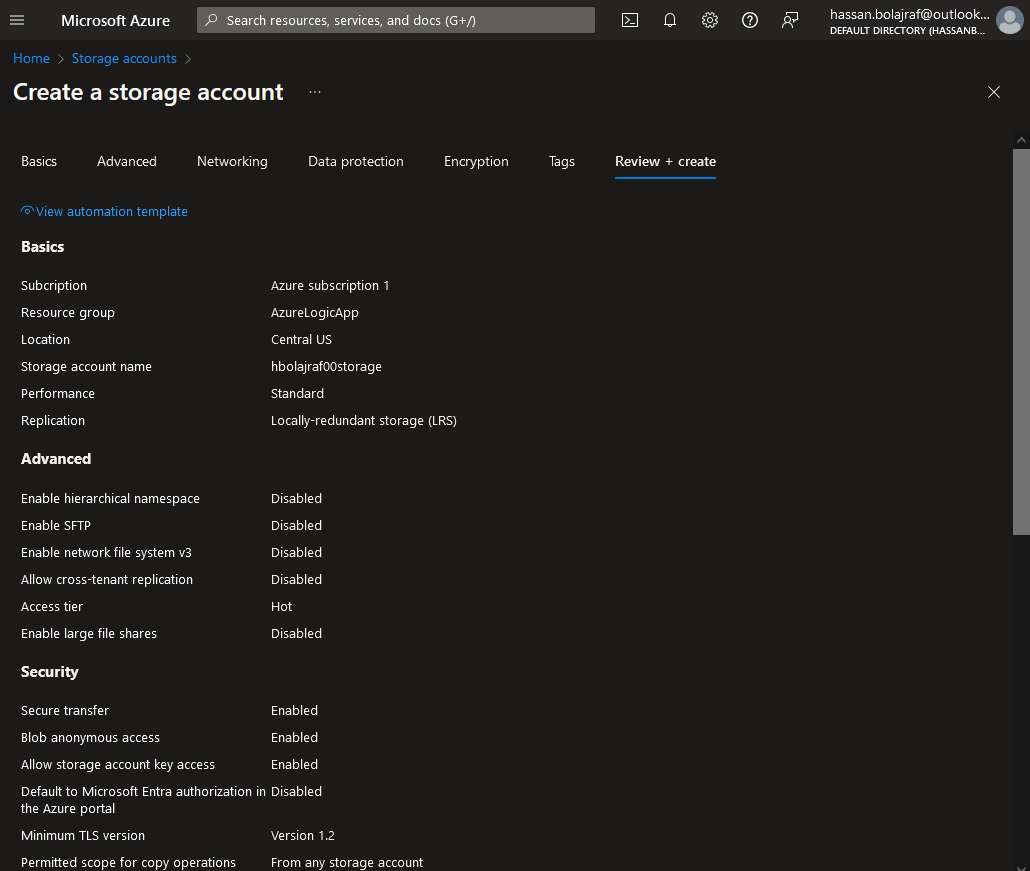 Microsoft Azure
Search resources, services, and docs (G+/)
hassan.bolajraf@outlook...
DEFAULT DIRECTORY (HASSANB...
Home > Storage accounts >
Create a storage account ...
Basics Advanced Networking Data protection Encryption Tags Review + create
View automation template
Basics
Subcription Azure subscription 1
Resource group AzureLogicApp
Location Central US
Storage account name hbolajraf00storage
Performance Standard
Replication Locally-redundant storage (LRS)
Advanced
Enable hierarchical namespace Disabled
Enable SFTP Disabled
Enable network file system v3 Disabled
Allow cross-tenant replication Disabled
Access tier Hot
Enable large file shares Disabled
Security
Secure transfer Enabled
Blob anonymous access Enabled
Allow storage account key access Enabled
Default to Microsoft Entra authorization in Disabled
the Azure portal
Minimum TLS version Version 1.2
Permitted scope for copy operations From any storage account